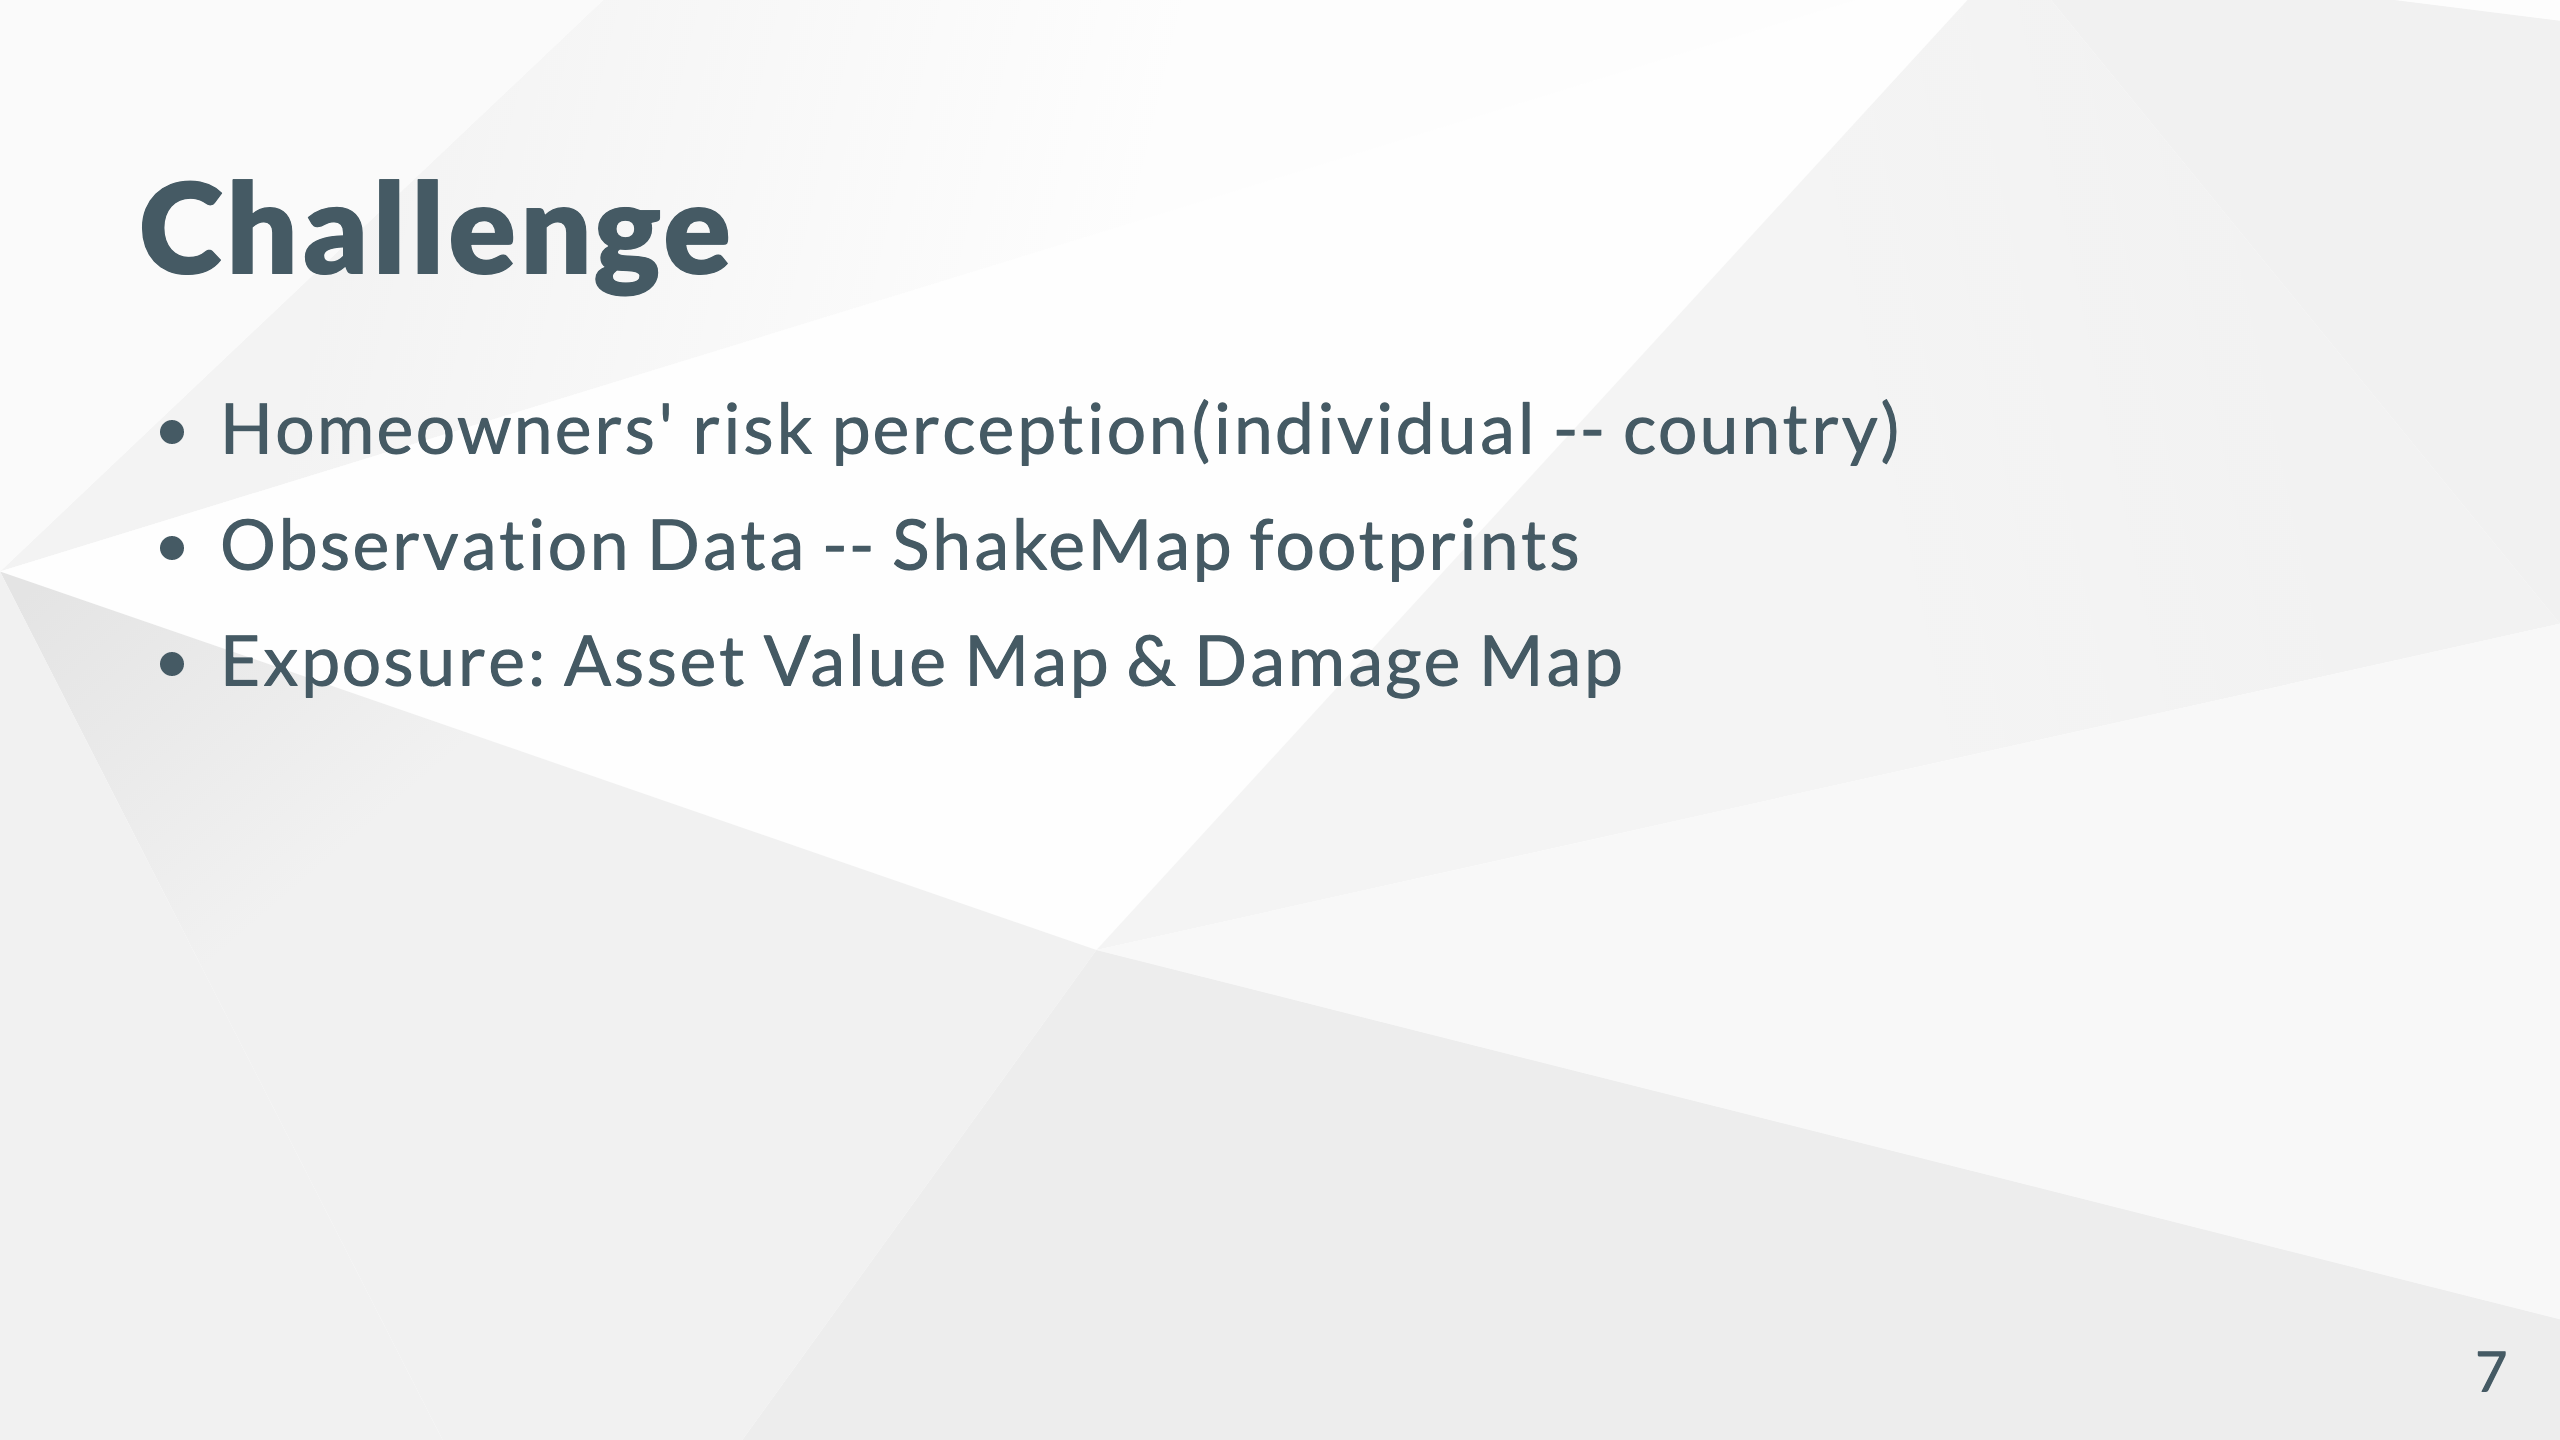 Challenge
• Homeowners' risk perception(individual -- country)
• Observation Data -- ShakeMap footprints
• Exposure: Asset Value Map & Damage Map
7